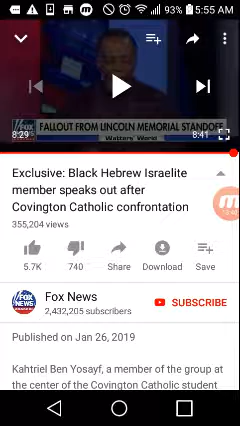 93% 5:55 AM
8:29
8:41
FALLOUT FROM LINCOLN MEMORIAL STANDOFF
Watters' World
Exclusive: Black Hebrew Israelite
member speaks out after
Covington Catholic confrontation
355,204 views
5.7K
740
Share
Download
Save
FOX
NEWS
Fox News
2,432,205 subscribers
SUBSCRIBE
Published on Jan 26, 2019
Kahtriel Ben Yosayf, a member of the group at
the center of the Covington Catholic student